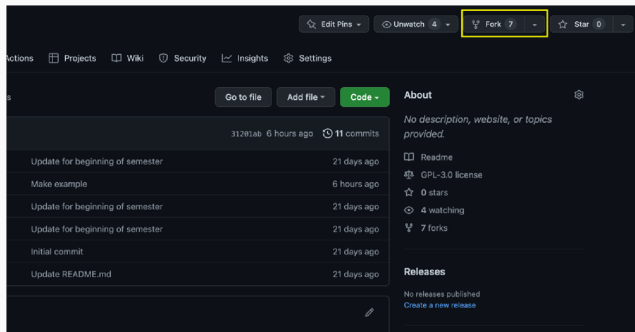 Edit Pins
Unwatch 4
Fork 7
Star 0
Actions
Projects
Wiki
Security
Insights
Settings
s
Go to file
Add file
Code
About
No description, website, or topics
provided.
31201ab 6 hours ago 11 commits
Update for beginning of semester 21 days ago
Make example 6 hours ago
Update for beginning of semester 21 days ago
Update for beginning of semester 21 days ago
Initial commit 21 days ago
Update README.md 21 days ago
Readme
GPL-3.0 license
0 stars
4 watching
7 forks
Releases
No releases published
Create a new release